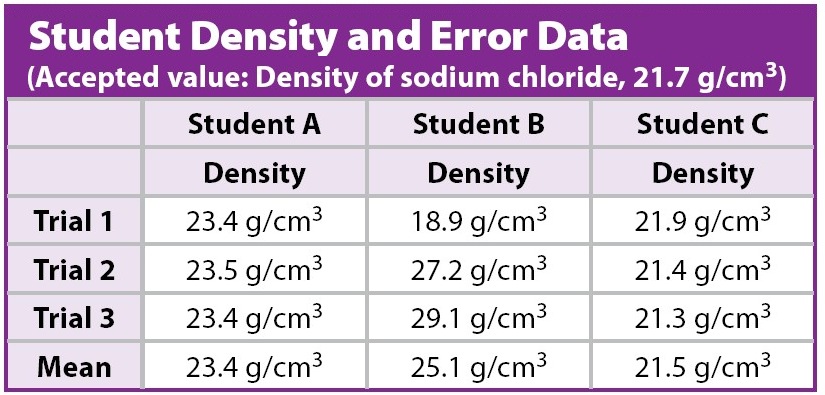 Student Density and Error Data
(Accepted value: Density of sodium chloride, 21.7 g/cm³)
Student A Student B Student C
Density Density Density
Trial 1 23.4 g/cm³ 18.9 g/cm³ 21.9 g/cm³
Trial 2 23.5 g/cm³ 27.2 g/cm³ 21.4 g/cm³
Trial 3 23.4 g/cm³ 29.1 g/cm³ 21.3 g/cm³
Mean 23.4 g/cm³ 25.1 g/cm³ 21.5 g/cm³